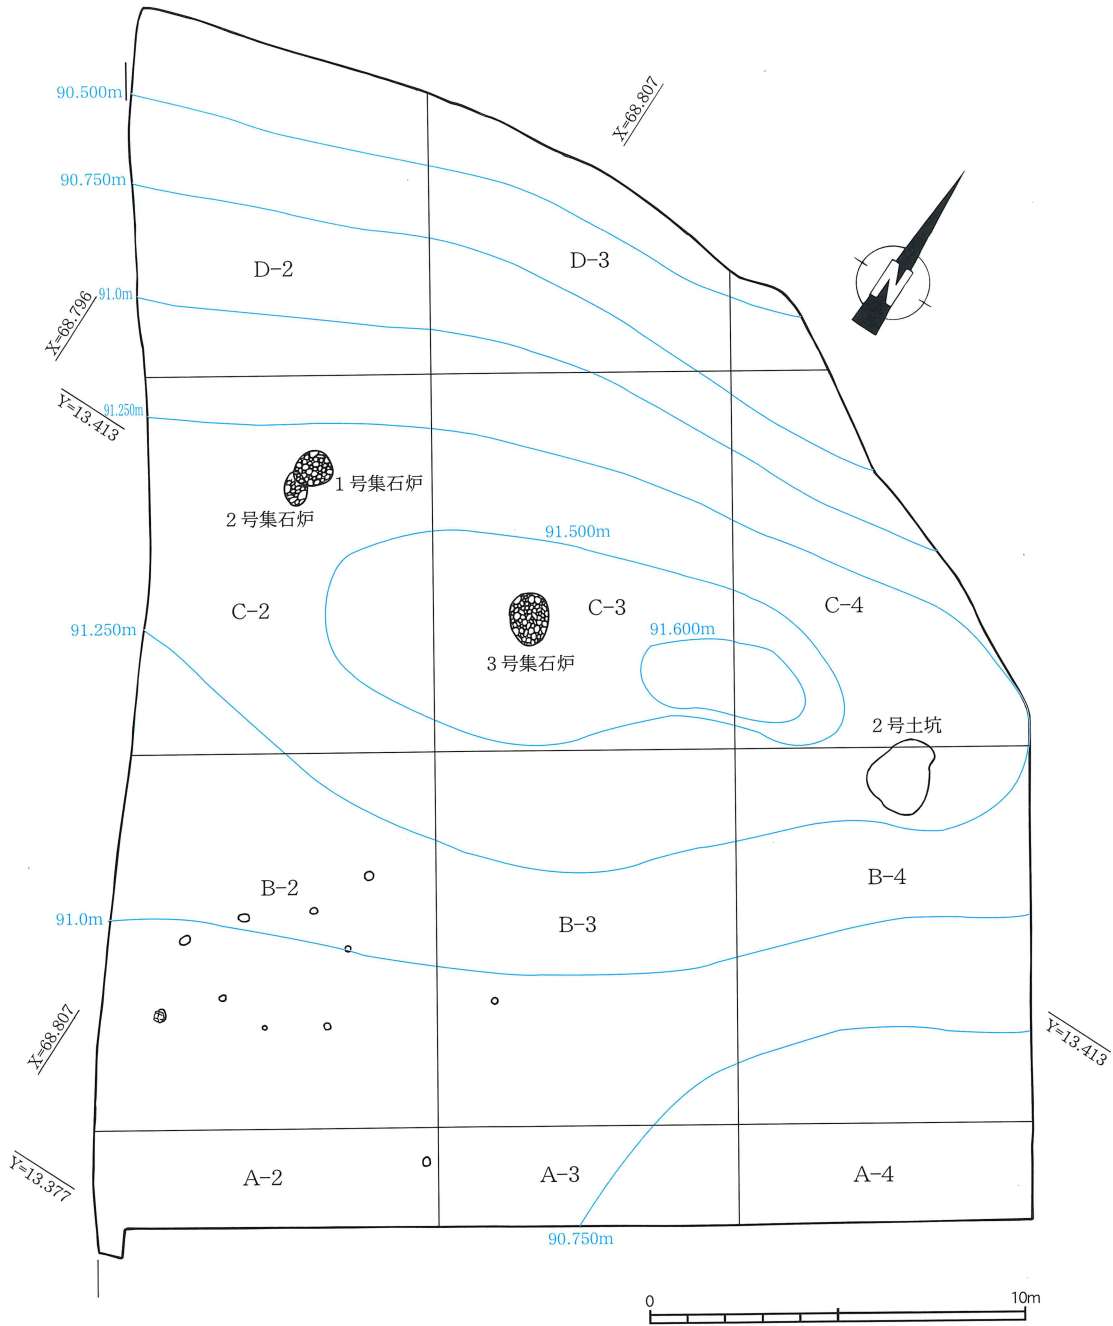 X=68.807
90.500m
90.750m
D-2
D-3
91.0m
X=68.796
N
Y=13.413
91.250m
1号集石炉
2号集石炉
91.500m
C-2
C-3
C-4
91.250m
91.600m
3号集石炉
2号土坑
B-2
B-4
91.0m
B-3
X=68.807
Y=13.413
Y=13.377
A-2
A-3
A-4
90.750m
0
10m